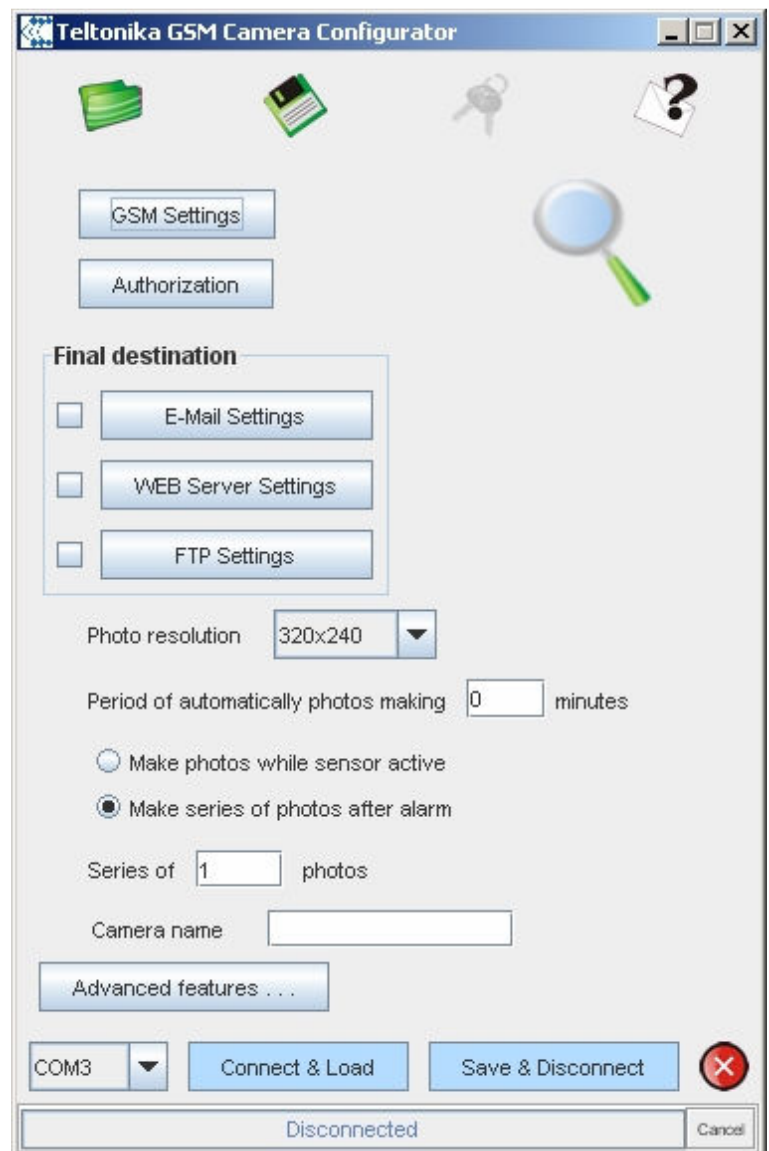 Teltonika GSM Camera Configurator
?
GSM Settings
Authorization
Final destination
E-Mail Settings
WEB Server Settings
FTP Settings
Photo resolution 320x240
Period of automatically photos making 0 minutes
Make photos while sensor active
Make series of photos after alarm
Series of 1 photos
Camera name
Advanced features . . .
COM3 Connect & Load Save & Disconnect
Disconnected Cancel